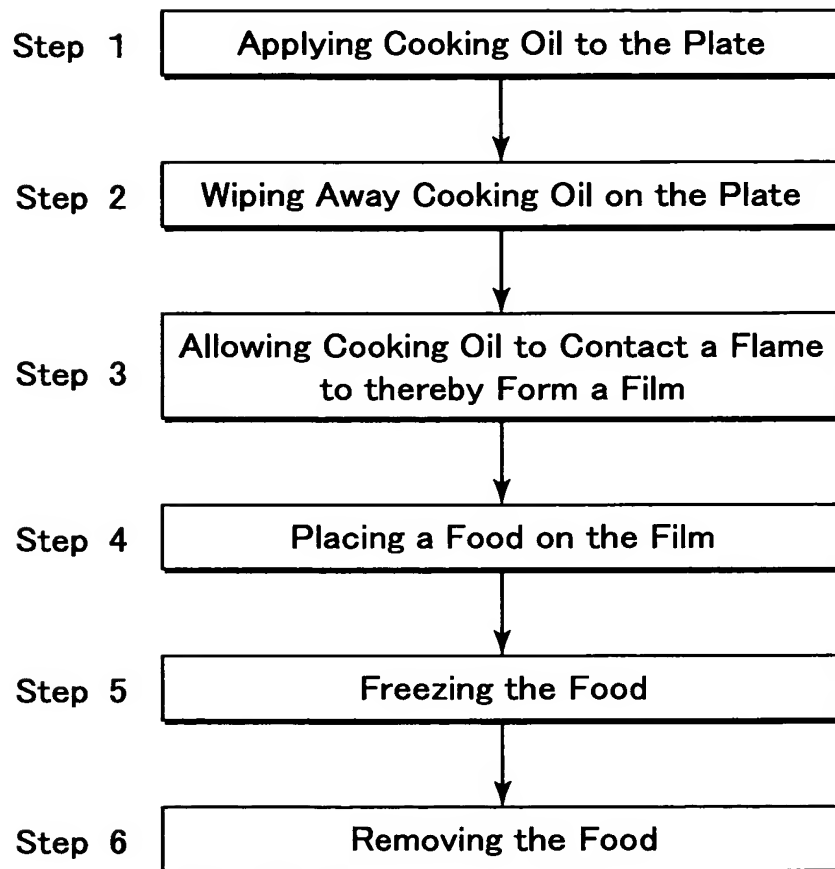 Step 1 Applying Cooking Oil to the Plate
Step 2 Wiping Away Cooking Oil on the Plate
Step 3 Allowing Cooking Oil to Contact a Flame
to thereby Form a Film
Step 4 Placing a Food on the Film
Step 5 Freezing the Food
Step 6 Removing the Food